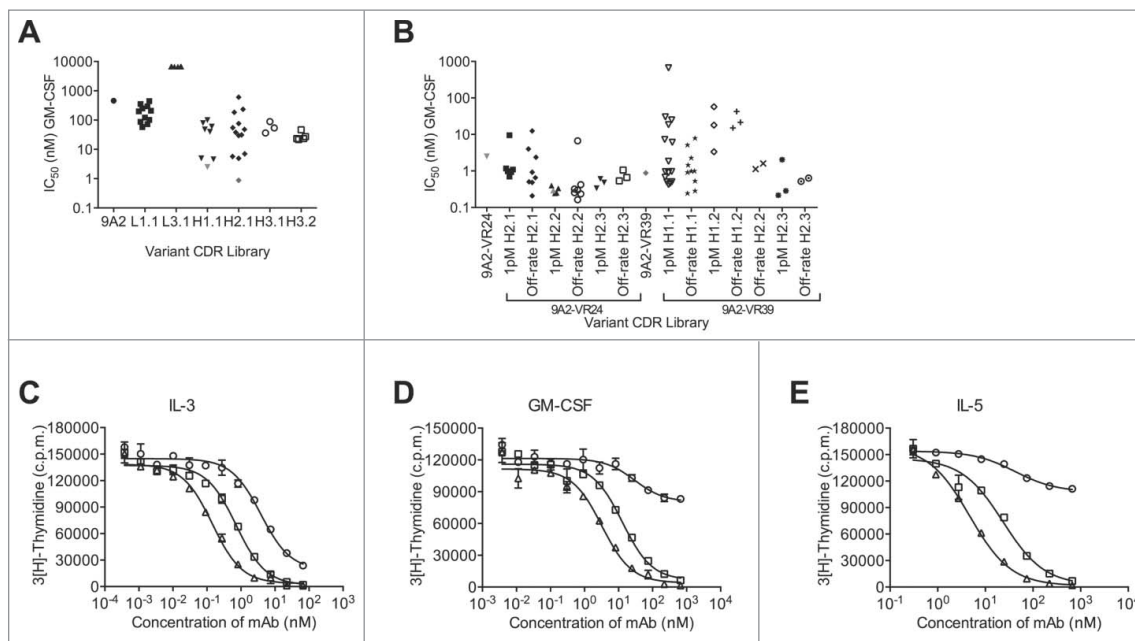 A
IC₅₀ (nM) GM-CSF
10000
1000
100
10
1
0.1
9A2 L1.1 L3.1 H1.1 H2.1 H3.1 H3.2
Variant CDR Library
B
IC₅₀ (nM) GM-CSF
1000
100
10
1
0.1
9A2-VR24
1pM H2.1
Off-rate H2.1
1pM H2.2
Off-rate H2.2
1pM H2.3
Off-rate H2.3
9A2-VR39
1pM H1.1
Off-rate H1.1
1pM H1.2
Off-rate H1.2
Off-rate H2.2
1pM H2.3
Off-rate H2.3
9A2-VR24 9A2-VR39
Variant CDR Library
C
IL-3
3[H]-Thymidine (c.p.m.)
180000
150000
120000
90000
60000
30000
0
10⁻⁴ 10⁻³ 10⁻² 10⁻¹ 10⁰ 10¹ 10² 10³
Concentration of mAb (nM)
D
GM-CSF
3[H]-Thymidine (c.p.m.)
150000
120000
90000
60000
30000
0
10⁻³ 10⁻² 10⁻¹ 10⁰ 10¹ 10² 10³ 10⁴
Concentration of mAb (nM)
E
IL-5
3[H]-Thymidine (c.p.m.)
180000
150000
120000
90000
60000
30000
0
10⁻¹ 10⁰ 10¹ 10² 10³ 10⁴
Concentration of mAb (nM)